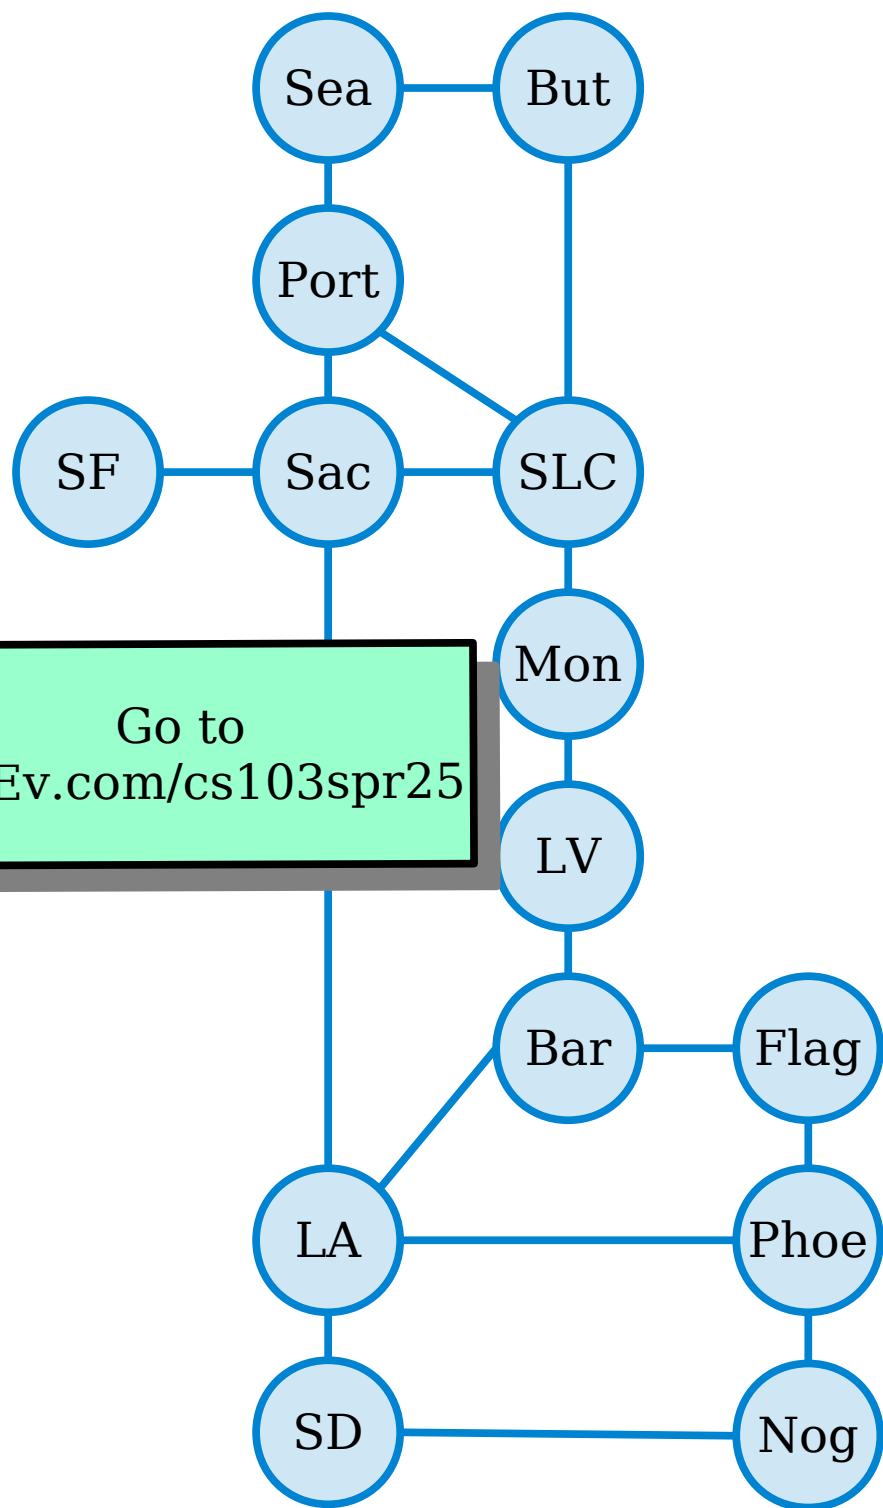 Sea But
Port
SF Sac SLC
Mon
Go to
Ev.com/cs103spr25
LV
Bar Flag
LA Phoe
SD Nog